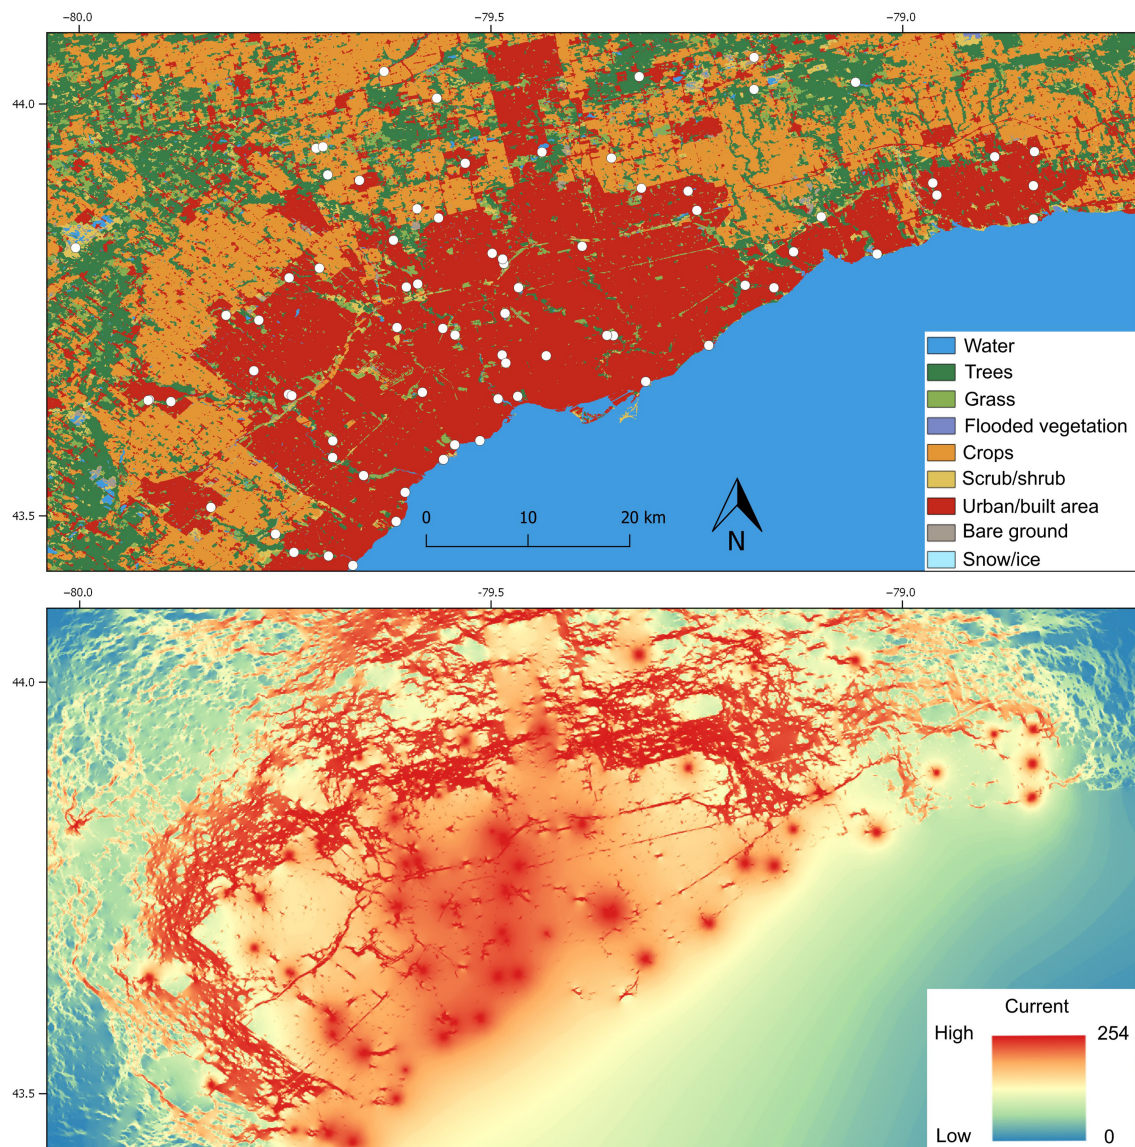 −80.0 −79.5 −79.0
44.0
43.5
Water
Trees
Grass
Flooded vegetation
Crops
Scrub/shrub
Urban/built area
Bare ground
Snow/ice
0 10 20 km
N
−80.0 −79.5 −79.0
44.0
43.5
Current
High 254
Low 0